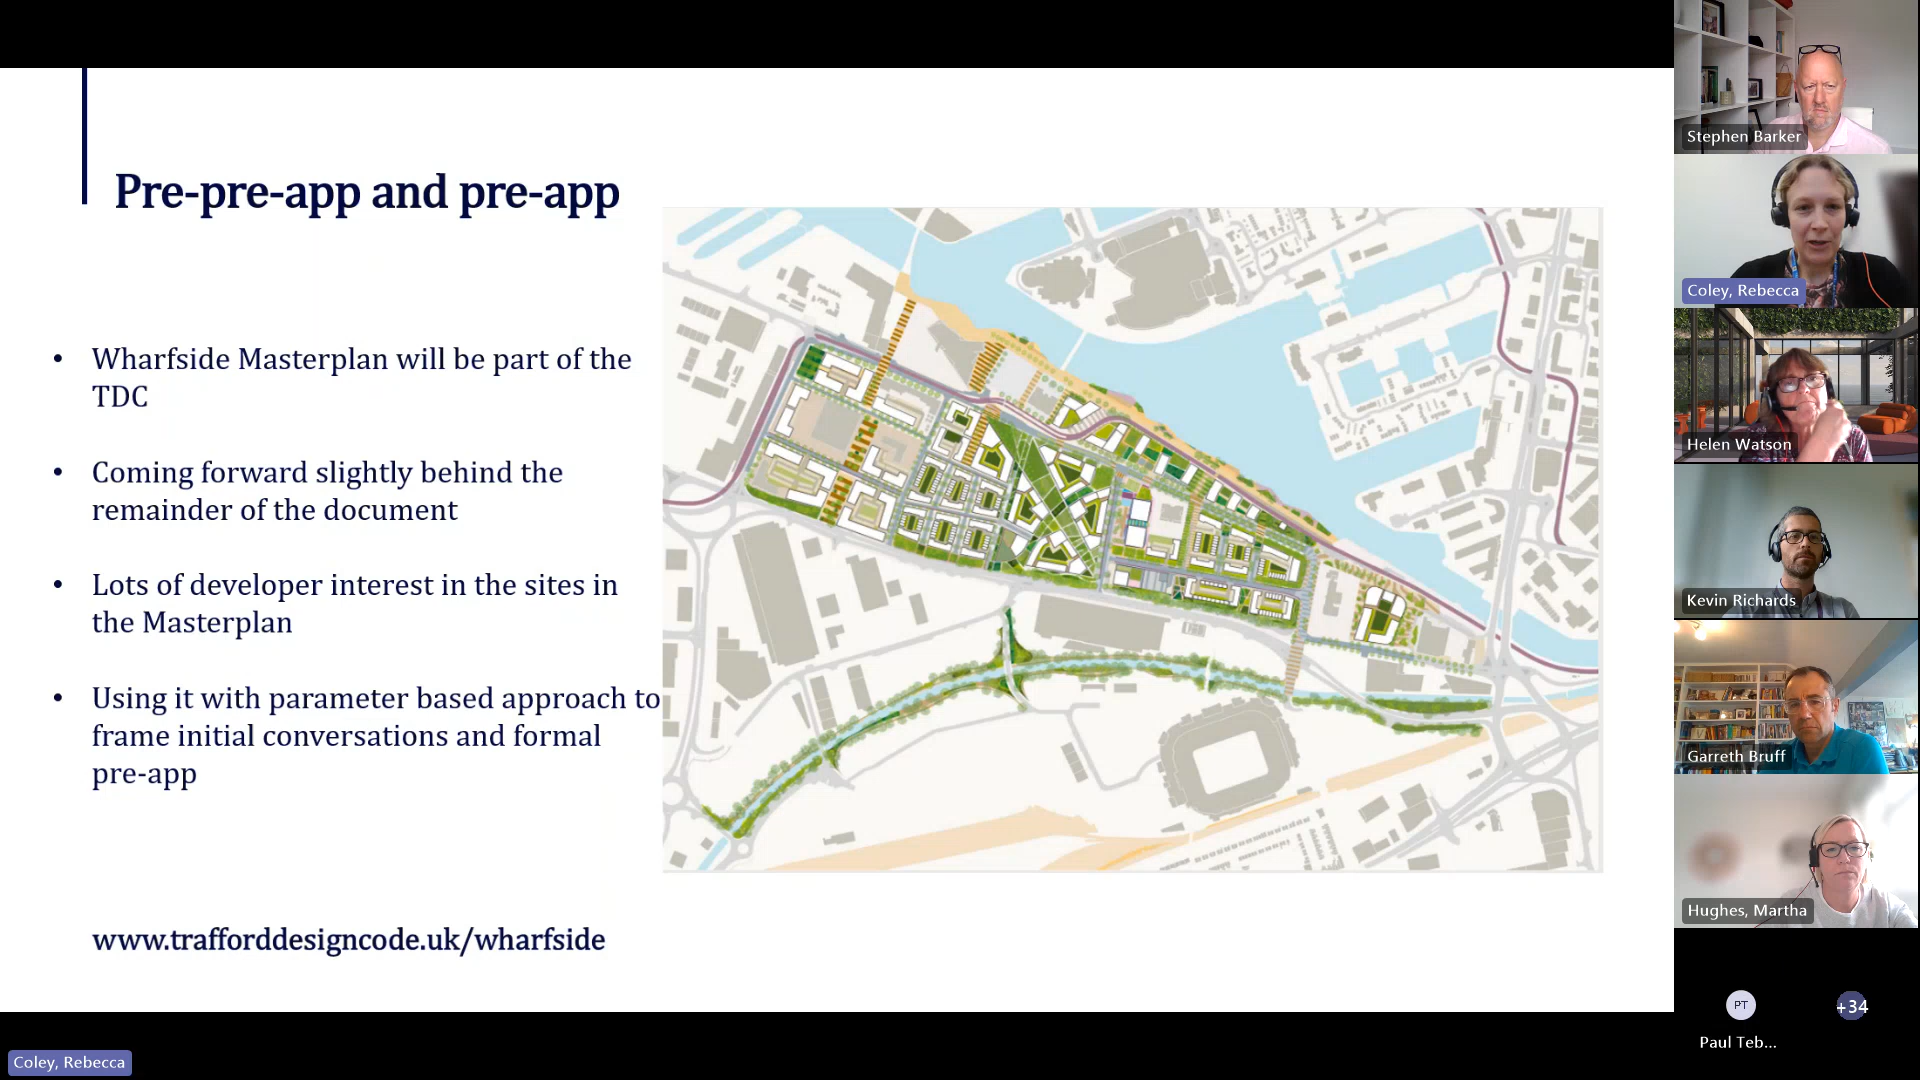 Pre-pre-app and pre-app
• Wharfside Masterplan will be part of the
TDC
• Coming forward slightly behind the
remainder of the document
• Lots of developer interest in the sites in
the Masterplan
• Using it with parameter based approach to
frame initial conversations and formal
pre-app
www.trafforddesigncode.uk/wharfside
Stephen Barker
Coley, Rebecca
Helen Watson
Kevin Richards
Garreth Bruff
Hughes, Martha
PT
+34
Paul Teb...
Coley, Rebecca